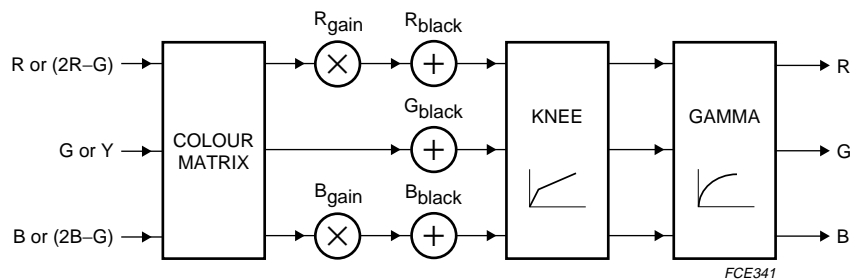 Rgain
Rblack
R or (2R–G)
R
Gblack
COLOUR
MATRIX
KNEE
GAMMA
G or Y
G
Bgain
Bblack
B or (2B–G)
B
FCE341